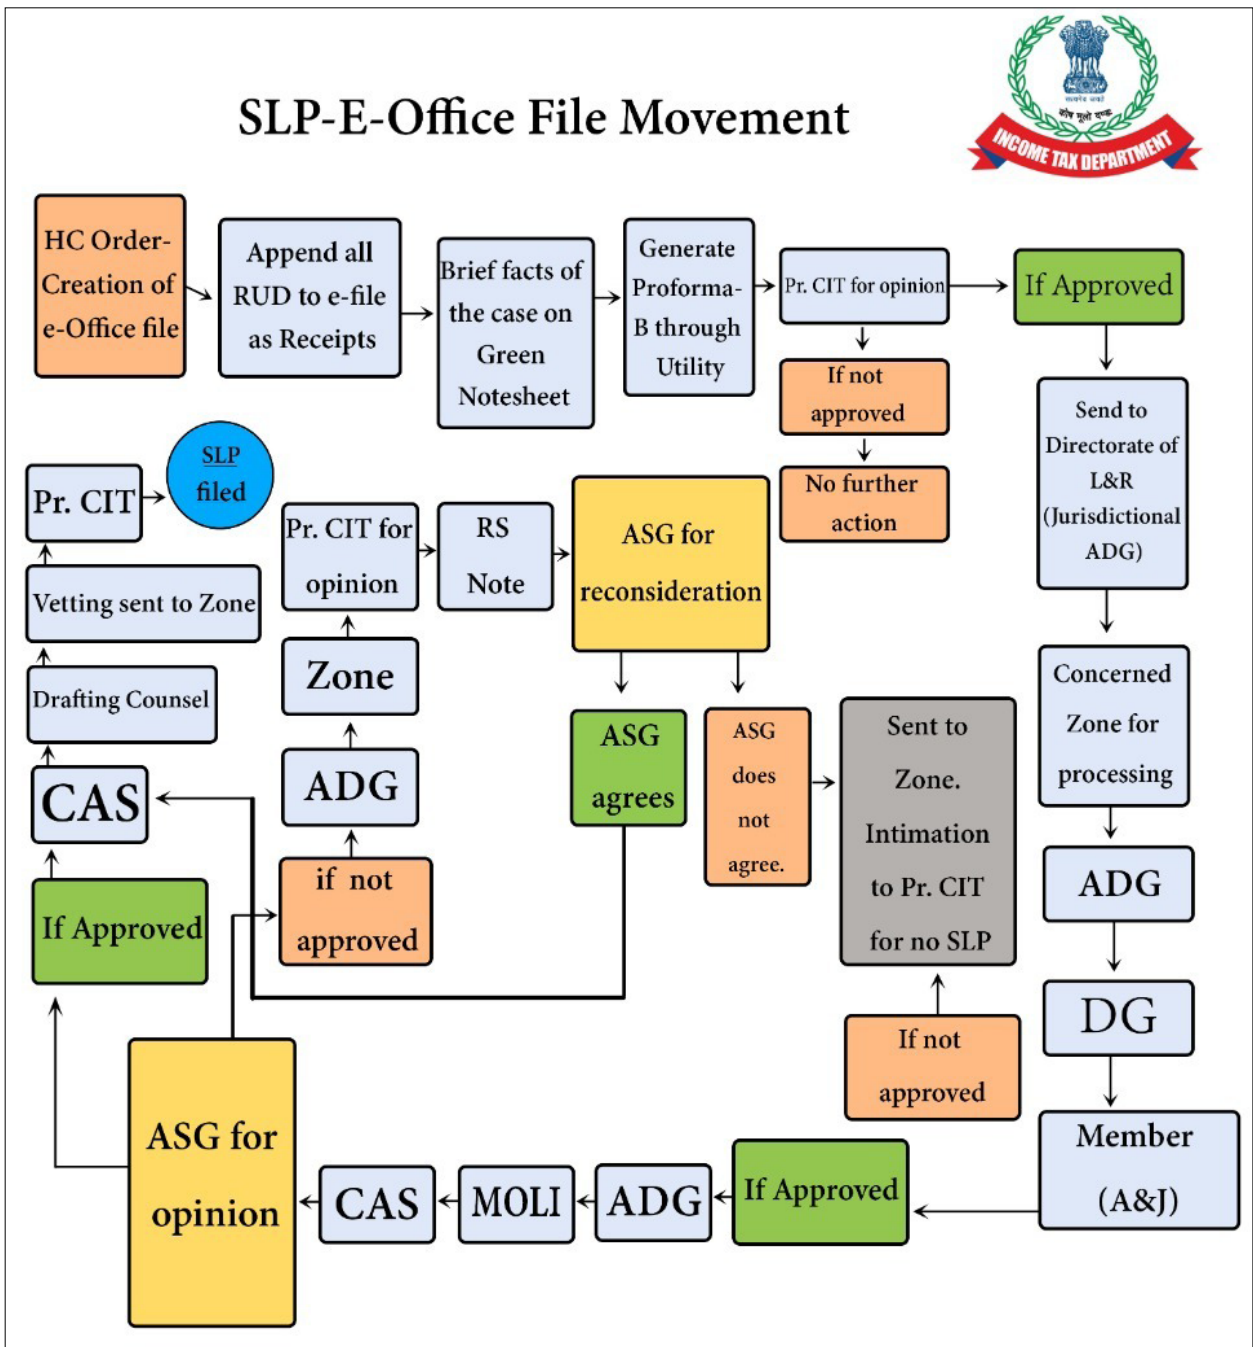 SLP-E-Office File Movement
सत्यमेव जयते
कोष मूलो दण्डः
INCOME TAX DEPARTMENT
HC Order-
Creation of
e-Office file
Append all
RUD to e-file
as Receipts
Brief facts of
the case on
Green
Notesheet
Generate
Proforma-
B through
Utility
Pr. CIT for opinion
If Approved
If not
approved
No further
action
Send to
Directorate of
L&R
(Jurisdictional
ADG)
Concerned
Zone for
processing
ADG
DG
Member
(A&J)
If not
approved
Sent to
Zone.
Intimation
to Pr. CIT
for no SLP
If Approved
ADG
MOLI
CAS
ASG for
opinion
if not
approved
ADG
Zone
Pr. CIT for
opinion
RS
Note
ASG for
reconsideration
ASG
agrees
ASG
does
not
agree.
If Approved
CAS
Drafting Counsel
Vetting sent to Zone
Pr. CIT
SLP
filed